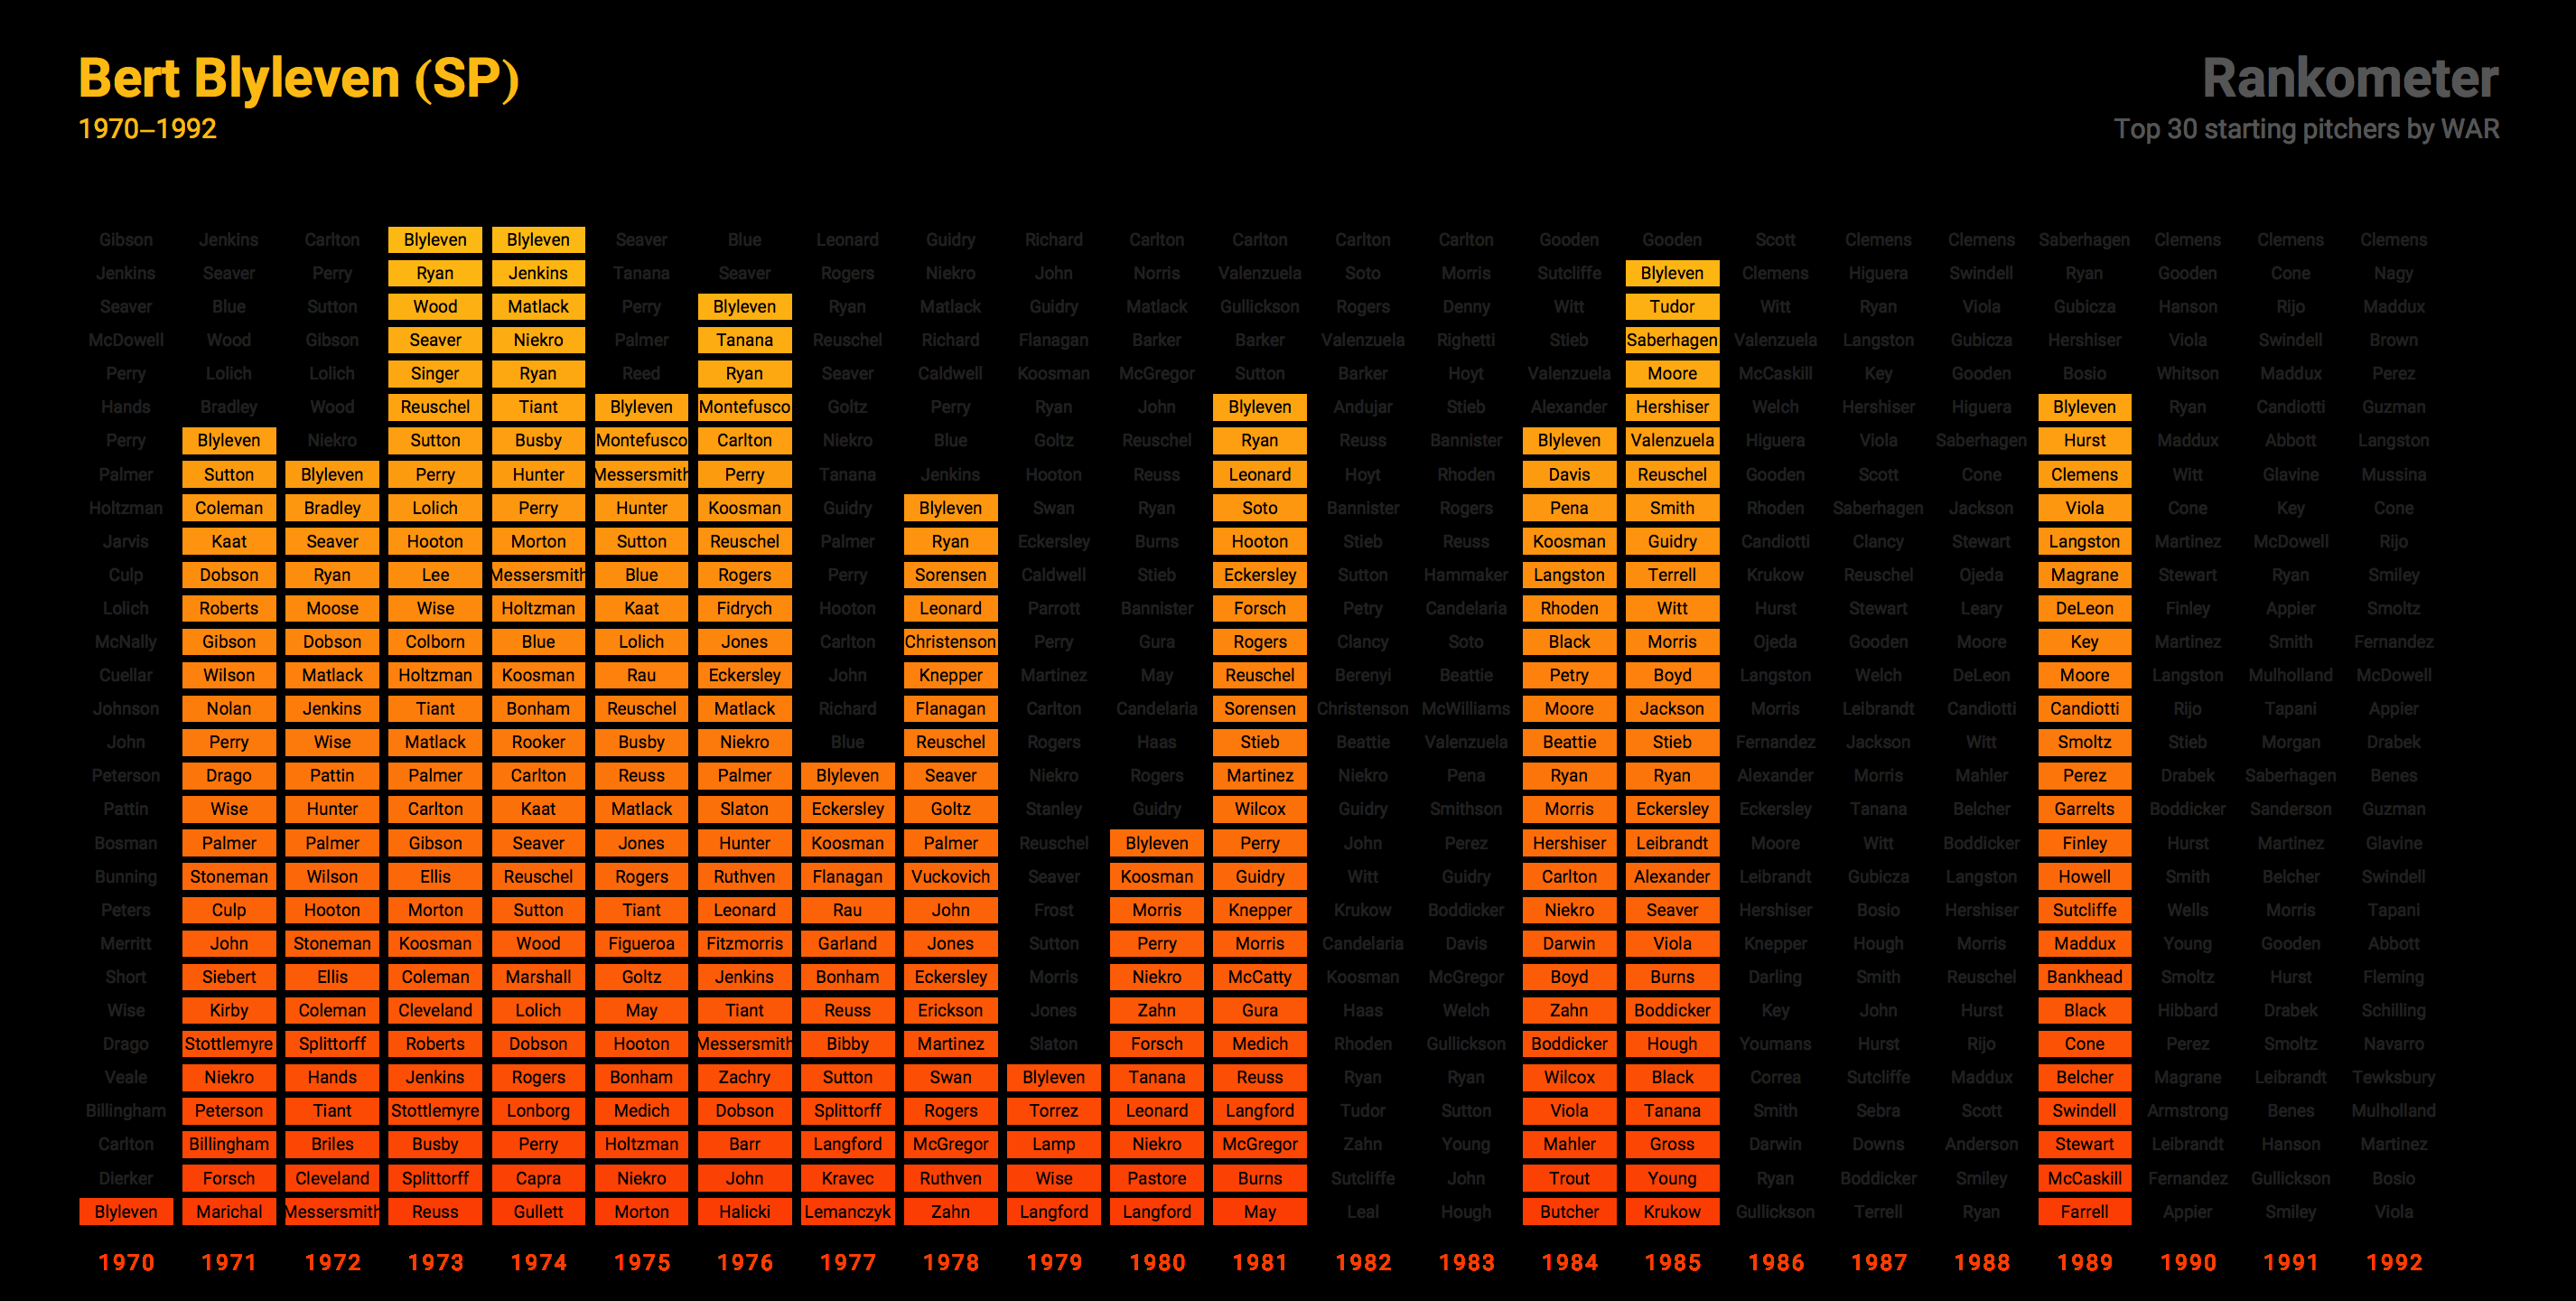 Bert Blyleven (SP)
Rankometer
1970–1992
Top 30 starting pitchers by WAR
Gibson Jenkins Carlton Blyleven Blyleven Seaver Blue Leonard Guidry Richard Carlton Carlton Carlton Carlton Gooden Gooden Scott Clemens Clemens Saberhagen Clemens Clemens Clemens
Jenkins Seaver Perry Ryan Jenkins Tanana Seaver Rogers Niekro John Norris Valenzuela Soto Morris Sutcliffe Blyleven Clemens Higuera Swindell Ryan Gooden Cone Nagy
Seaver Blue Sutton Wood Matlack Perry Blyleven Ryan Matlack Guidry Matlack Gullickson Rogers Denny Witt Tudor Witt Ryan Viola Gubicza Hanson Rijo Maddux
McDowell Wood Gibson Seaver Niekro Palmer Tanana Reuschel Richard Flanagan Barker Barker Valenzuela Righetti Stieb Saberhagen Valenzuela Langston Gubicza Hershiser Viola Swindell Brown
Perry Lolich Lolich Singer Ryan Reed Ryan Seaver Caldwell Koosman McGregor Sutton Barker Hoyt Valenzuela Moore McCaskill Key Gooden Bosio Whitson Maddux Perez
Hands Bradley Wood Reuschel Tiant Blyleven Montefusco Goltz Perry Ryan John Blyleven Andujar Stieb Alexander Hershiser Welch Hershiser Higuera Blyleven Ryan Candiotti Guzman
Perry Blyleven Niekro Sutton Busby Montefusco Carlton Niekro Blue Goltz Reuschel Ryan Reuss Bannister Blyleven Valenzuela Higuera Viola Saberhagen Hurst Maddux Abbott Langston
Palmer Sutton Blyleven Perry Hunter Messersmith Perry Tanana Jenkins Hooton Reuss Leonard Hoyt Rhoden Davis Reuschel Gooden Scott Cone Clemens Witt Glavine Mussina
Holtzman Coleman Bradley Lolich Perry Hunter Koosman Guidry Blyleven Swan Ryan Soto Bannister Rogers Pena Smith Rhoden Saberhagen Jackson Viola Cone Key Cone
Jarvis Kaat Seaver Hooton Morton Sutton Reuschel Palmer Ryan Eckersley Burns Hooton Stieb Reuss Koosman Guidry Candiotti Clancy Stewart Langston Martinez McDowell Rijo
Culp Dobson Ryan Lee Messersmith Blue Rogers Perry Sorensen Caldwell Stieb Eckersley Sutton Hammaker Langston Terrell Krukow Reuschel Ojeda Magrane Stewart Ryan Smiley
Lolich Roberts Moose Wise Holtzman Kaat Fidrych Hooton Leonard Parrott Bannister Forsch Petry Candelaria Rhoden Witt Hurst Stewart Leary DeLeon Finley Appier Smoltz
McNally Gibson Dobson Colborn Blue Lolich Jones Carlton Christenson Perry Gura Rogers Clancy Soto Black Morris Ojeda Gooden Moore Key Martinez Smith Fernandez
Cuellar Wilson Matlack Holtzman Koosman Rau Eckersley John Knepper Martinez May Reuschel Berenyi Beattie Petry Boyd Langston Welch DeLeon Moore Langston Mulholland McDowell
Johnson Nolan Jenkins Tiant Bonham Reuschel Matlack Richard Flanagan Carlton Candelaria Sorensen Christenson McWilliams Moore Jackson Morris Leibrandt Candiotti Candiotti Rijo Tapani Appier
John Perry Wise Matlack Rooker Busby Niekro Blue Reuschel Rogers Haas Stieb Beattie Valenzuela Beattie Stieb Fernandez Jackson Witt Smoltz Stieb Morgan Drabek
Peterson Drago Pattin Palmer Carlton Reuss Palmer Blyleven Seaver Niekro Rogers Martinez Niekro Pena Ryan Ryan Alexander Morris Mahler Perez Drabek Saberhagen Benes
Pattin Wise Hunter Carlton Kaat Matlack Slaton Eckersley Goltz Stanley Guidry Wilcox Guidry Smithson Morris Eckersley Eckersley Tanana Belcher Garrelts Boddicker Sanderson Guzman
Bosman Palmer Palmer Gibson Seaver Jones Hunter Koosman Palmer Reuschel Blyleven Perry John Perez Hershiser Leibrandt Moore Witt Boddicker Finley Hurst Martinez Glavine
Bunning Stoneman Wilson Ellis Reuschel Rogers Ruthven Flanagan Vuckovich Seaver Koosman Guidry Witt Guidry Carlton Alexander Leibrandt Gubicza Langston Howell Smith Belcher Swindell
Peters Culp Hooton Morton Sutton Tiant Leonard Rau John Frost Morris Knepper Krukow Boddicker Niekro Seaver Hershiser Bosio Hershiser Sutcliffe Wells Morris Tapani
Merritt John Stoneman Koosman Wood Figueroa Fitzmorris Garland Jones Sutton Perry Morris Candelaria Davis Darwin Viola Knepper Hough Morris Maddux Young Gooden Abbott
Short Siebert Ellis Coleman Marshall Goltz Jenkins Bonham Eckersley Morris Niekro McCatty Koosman McGregor Boyd Burns Darling Smith Reuschel Bankhead Smoltz Hurst Fleming
Wise Kirby Coleman Cleveland Lolich May Tiant Reuss Erickson Jones Zahn Gura Haas Welch Zahn Boddicker Key John Hurst Black Hibbard Drabek Schilling
Drago Stottlemyre Splittorff Roberts Dobson Hooton Messersmith Bibby Martinez Slaton Forsch Medich Rhoden Gullickson Boddicker Hough Youmans Hurst Rijo Cone Perez Smoltz Navarro
Veale Niekro Hands Jenkins Rogers Bonham Zachry Sutton Swan Blyleven Tanana Reuss Ryan Ryan Wilcox Black Correa Sutcliffe Maddux Belcher Magrane Leibrandt Tewksbury
Billingham Peterson Tiant Stottlemyre Lonborg Medich Dobson Splittorff Rogers Torrez Leonard Langford Tudor Sutton Viola Tanana Smith Sebra Scott Swindell Armstrong Benes Mulholland
Carlton Billingham Briles Busby Perry Holtzman Barr Langford McGregor Lamp Niekro McGregor Zahn Young Mahler Gross Darwin Downs Anderson Stewart Leibrandt Hanson Martinez
Dierker Forsch Cleveland Splittorff Capra Niekro John Kravec Ruthven Wise Pastore Burns Sutcliffe John Trout Young Ryan Boddicker Smiley McCaskill Fernandez Gullickson Bosio
Blyleven Marichal Messersmith Reuss Gullett Morton Halicki Lemanczyk Zahn Langford Langford May Leal Hough Butcher Krukow Gullickson Terrell Ryan Farrell Appier Smiley Viola
1970 1971 1972 1973 1974 1975 1976 1977 1978 1979 1980 1981 1982 1983 1984 1985 1986 1987 1988 1989 1990 1991 1992